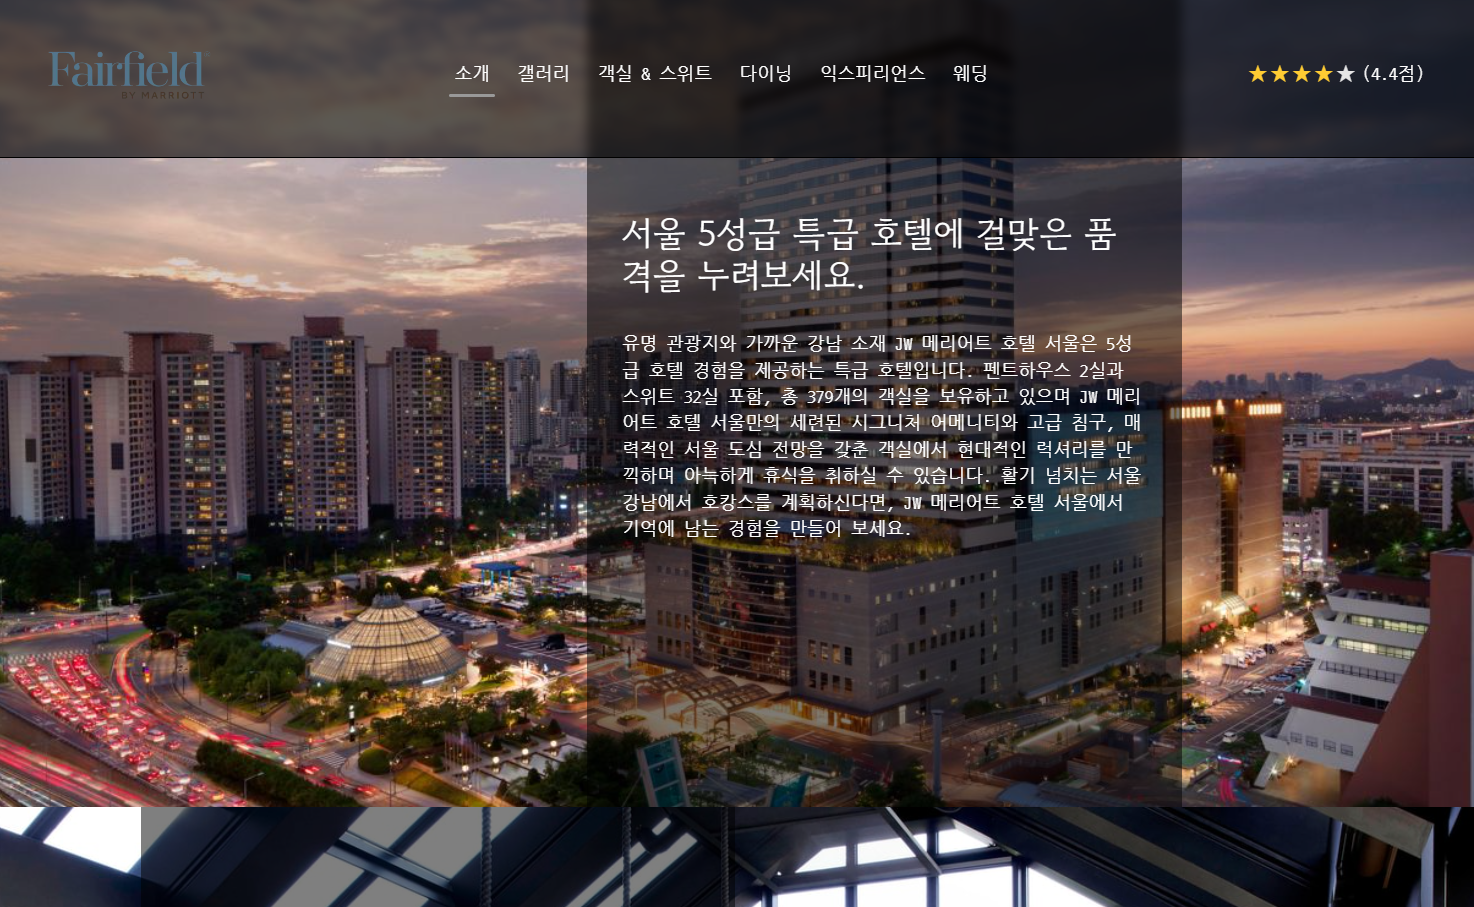 Fairfield
BY MARRIOTT
소개 갤러리 객실 & 스위트 다이닝 익스피리언스 웨딩
★★★★★ (4.4점)
서울 5성급 특급 호텔에 걸맞은 품
격을 누려보세요.
유명 관광지와 가까운 강남 소재 JW 메리어트 호텔 서울은 5성
급 호텔 경험을 제공하는 특급 호텔입니다. 펜트하우스 2실과
스위트 32실 포함, 총 379개의 객실을 보유하고 있으며 JW 메리
어트 호텔 서울만의 세련된 시그니처 어메니티와 고급 침구, 매
력적인 서울 도심 전망을 갖춘 객실에서 현대적인 럭셔리를 만
끽하며 아늑하게 휴식을 취하실 수 있습니다. 활기 넘치는 서울
강남에서 호캉스를 계획하신다면, JW 메리어트 호텔 서울에서
기억에 남는 경험을 만들어 보세요.